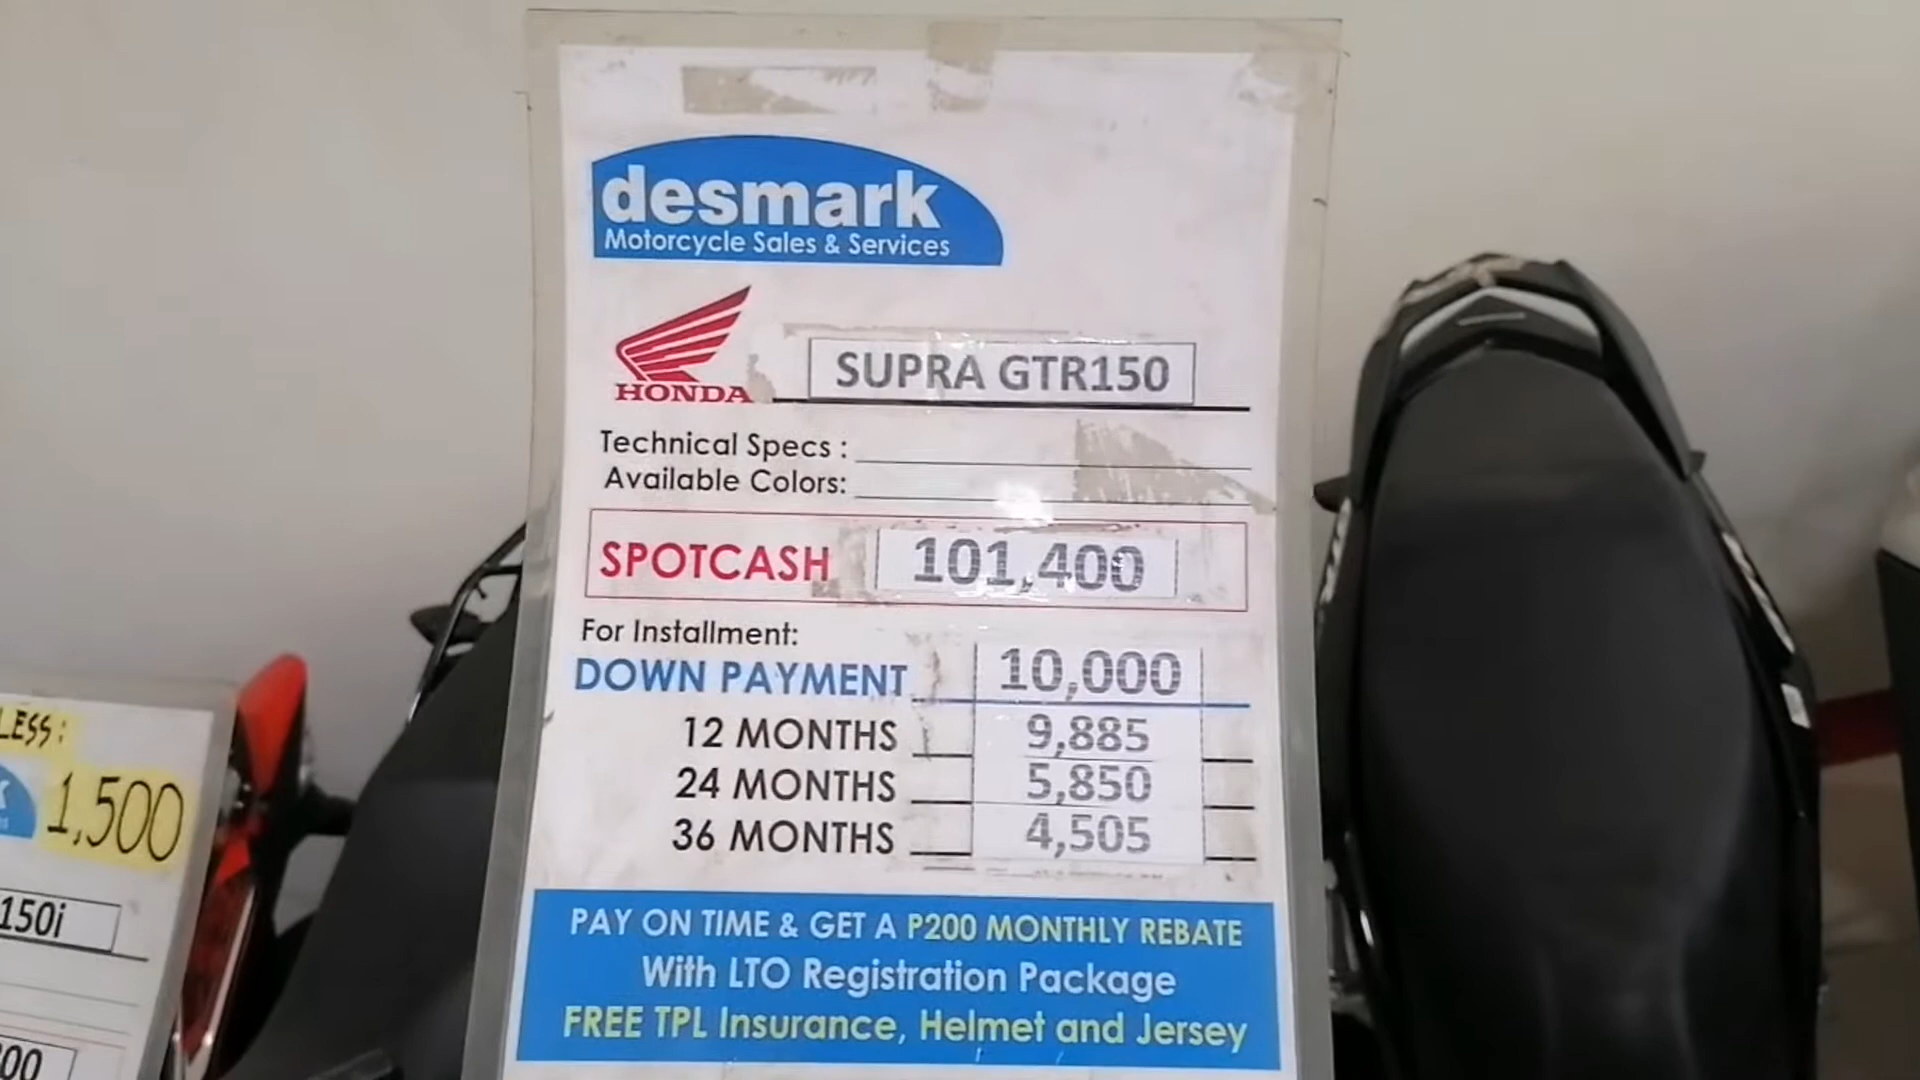 desmark
Motorcycle Sales & Services
HONDA
SUPRA GTR150
Technical Specs :
Available Colors:
SPOTCASH 101,400
For Installment:
DOWN PAYMENT 10,000
12 MONTHS 9,885
24 MONTHS 5,850
36 MONTHS 4,505
PAY ON TIME & GET A P200 MONTHLY REBATE
With LTO Registration Package
FREE TPL Insurance, Helmet and Jersey
LESS:
1,500
150i